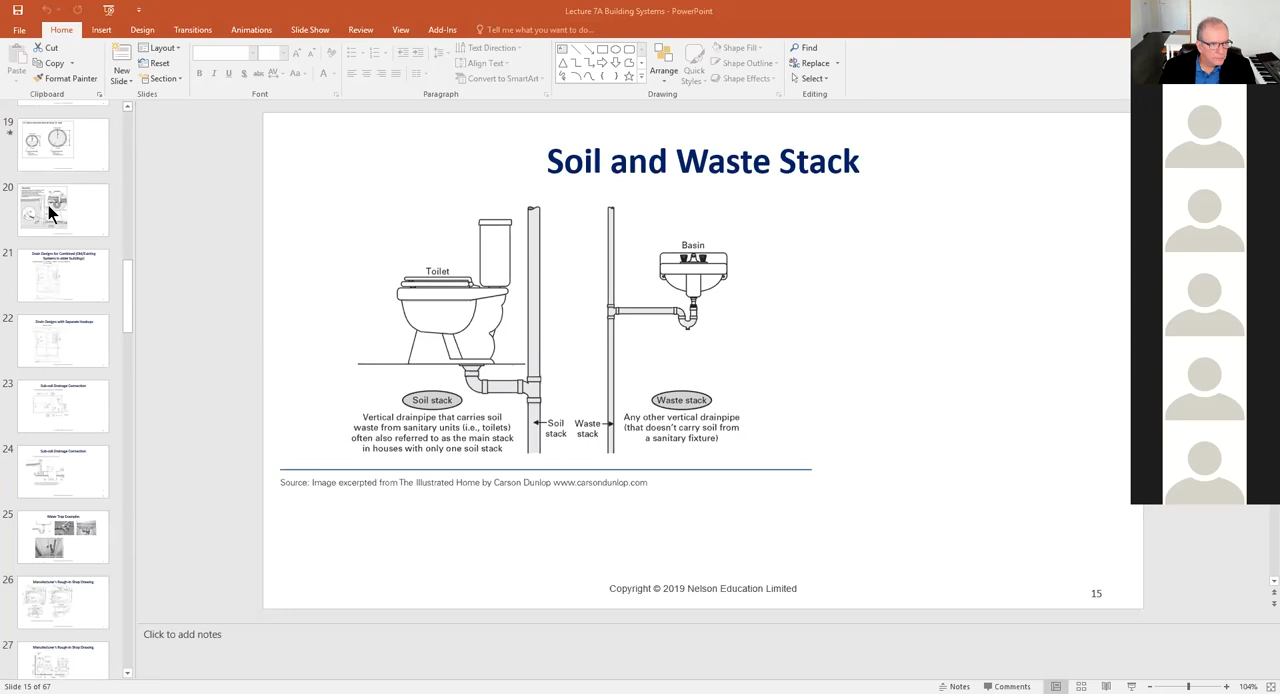 Lecture 7A Building Systems - PowerPoint
File Home Insert Design Transitions Animations Slide Show Review View Add-Ins Tell me what you want to do...
Paste
Cut
Copy
Format Painter
Clipboard
New
Slide
Layout
Reset
Section
Slides
B I U S abc AV Aa A
Font
Text Direction
Align Text
Convert to SmartArt
Paragraph
Arrange
Quick
Styles
Shape Fill
Shape Outline
Shape Effects
Drawing
Find
Replace
Select
Editing
19
20
21
Drain Designs for Combined (Old/Existing
Systems in older buildings)
22
Drain Designs with Separate Hookups
23
Sub-soil Drainage Connection
24
Sub-soil Drainage Connection
25
Water Trap Examples
26
Manufacturer's Rough-in Shop Drawing
27
Manufacturer's Rough-in Shop Drawing
Soil and Waste Stack
Toilet
Basin
Soil stack
Vertical drainpipe that carries soil
waste from sanitary units (i.e., toilets)
often also referred to as the main stack
in houses with only one soil stack
Soil
stack
Waste
stack
Waste stack
Any other vertical drainpipe
(that doesn't carry soil from
a sanitary fixture)
Source: Image excerpted from The Illustrated Home by Carson Dunlop www.carsondunlop.com
Copyright © 2019 Nelson Education Limited
15
Click to add notes
Slide 15 of 67
Notes Comments 104%